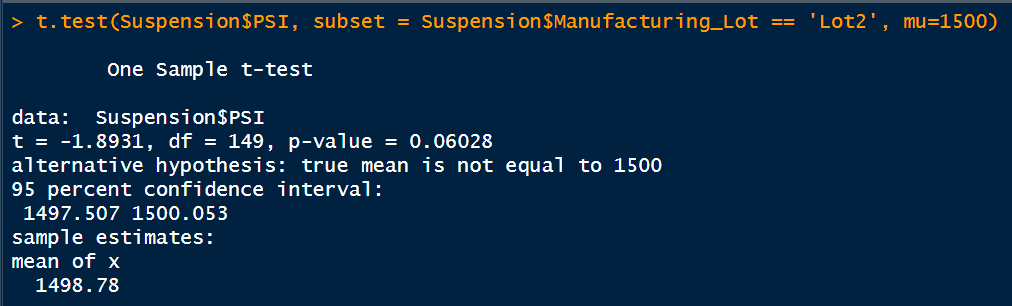 > t.test(Suspension$PSI, subset = Suspension$Manufacturing_Lot == 'Lot2', mu=1500)
One Sample t-test
data:  Suspension$PSI
t = -1.8931, df = 149, p-value = 0.06028
alternative hypothesis: true mean is not equal to 1500
95 percent confidence interval:
1497.507 1500.053
sample estimates:
mean of x
1498.78